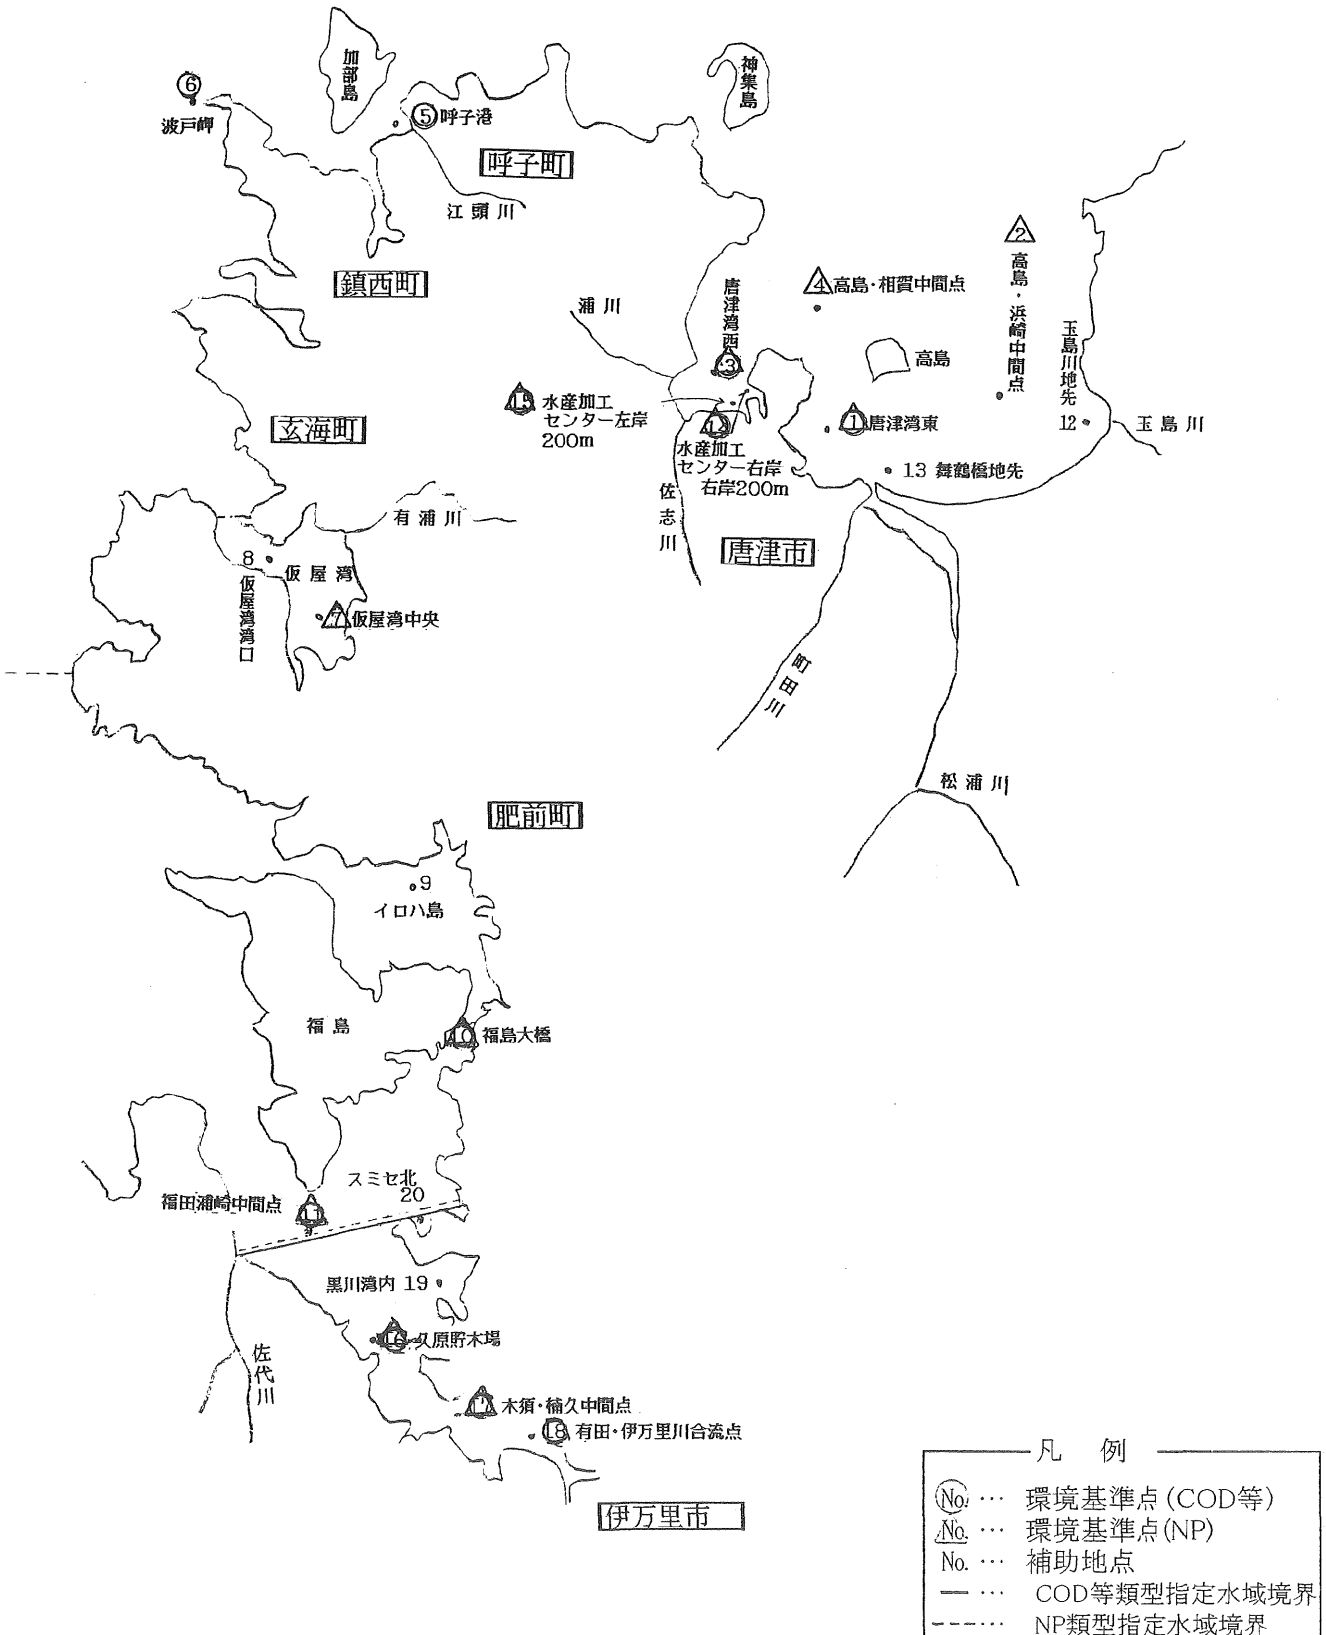 加部島
神集島
⑥
波戸岬
⑤呼子港
呼子町
江頭川
鎮西町
2
高島・浜崎中間点
4 高島・相賀中間点
唐津湾西
3
浦川
高島
玉島川地先
12
玉島川
15 水産加工
センター左岸
200m
1 唐津湾東
水産加工
センター右岸
右岸200m
13 舞鶴橋地先
玄海町
佐志川
唐津市
有浦川
8
仮屋湾
仮屋湾湾口
7 仮屋湾中央
町田川
松浦川
肥前町
9
イロハ島
福島
10 福島大橋
スミセ北
20
福田浦崎中間点
11
黒川湾内 19
16 久原貯木場
佐代川
17 木須・楠久中間点
18 有田・伊万里川合流点
伊万里市
凡例
No. … 環境基準点(COD等)
No. … 環境基準点(NP)
No. … 補助地点
― … COD等類型指定水域境界
---… NP類型指定水域境界